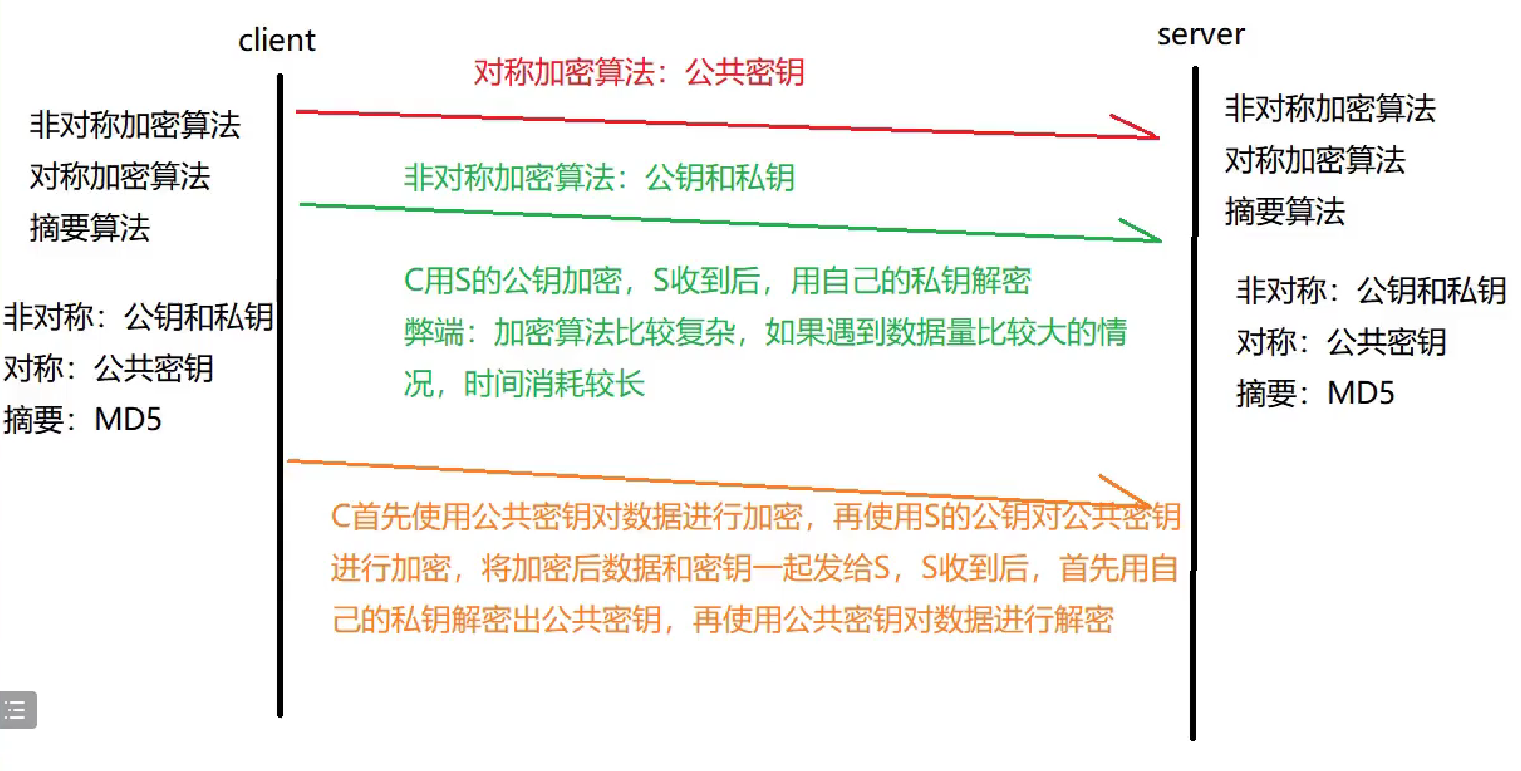 client
server
对称加密算法：公共密钥
非对称加密算法
对称加密算法
摘要算法
非对称：公钥和私钥
对称：公共密钥
摘要：MD5
非对称加密算法：公钥和私钥
C用S的公钥加密，S收到后，用自己的私钥解密
弊端：加密算法比较复杂，如果遇到数据量比较大的情
况，时间消耗较长
C首先使用公共密钥对数据进行加密，再使用S的公钥对公共密钥
进行加密，将加密后数据和密钥一起发给S，S收到后，首先用自
己的私钥解密出公共密钥，再使用公共密钥对数据进行解密
非对称加密算法
对称加密算法
摘要算法
非对称：公钥和私钥
对称：公共密钥
摘要：MD5